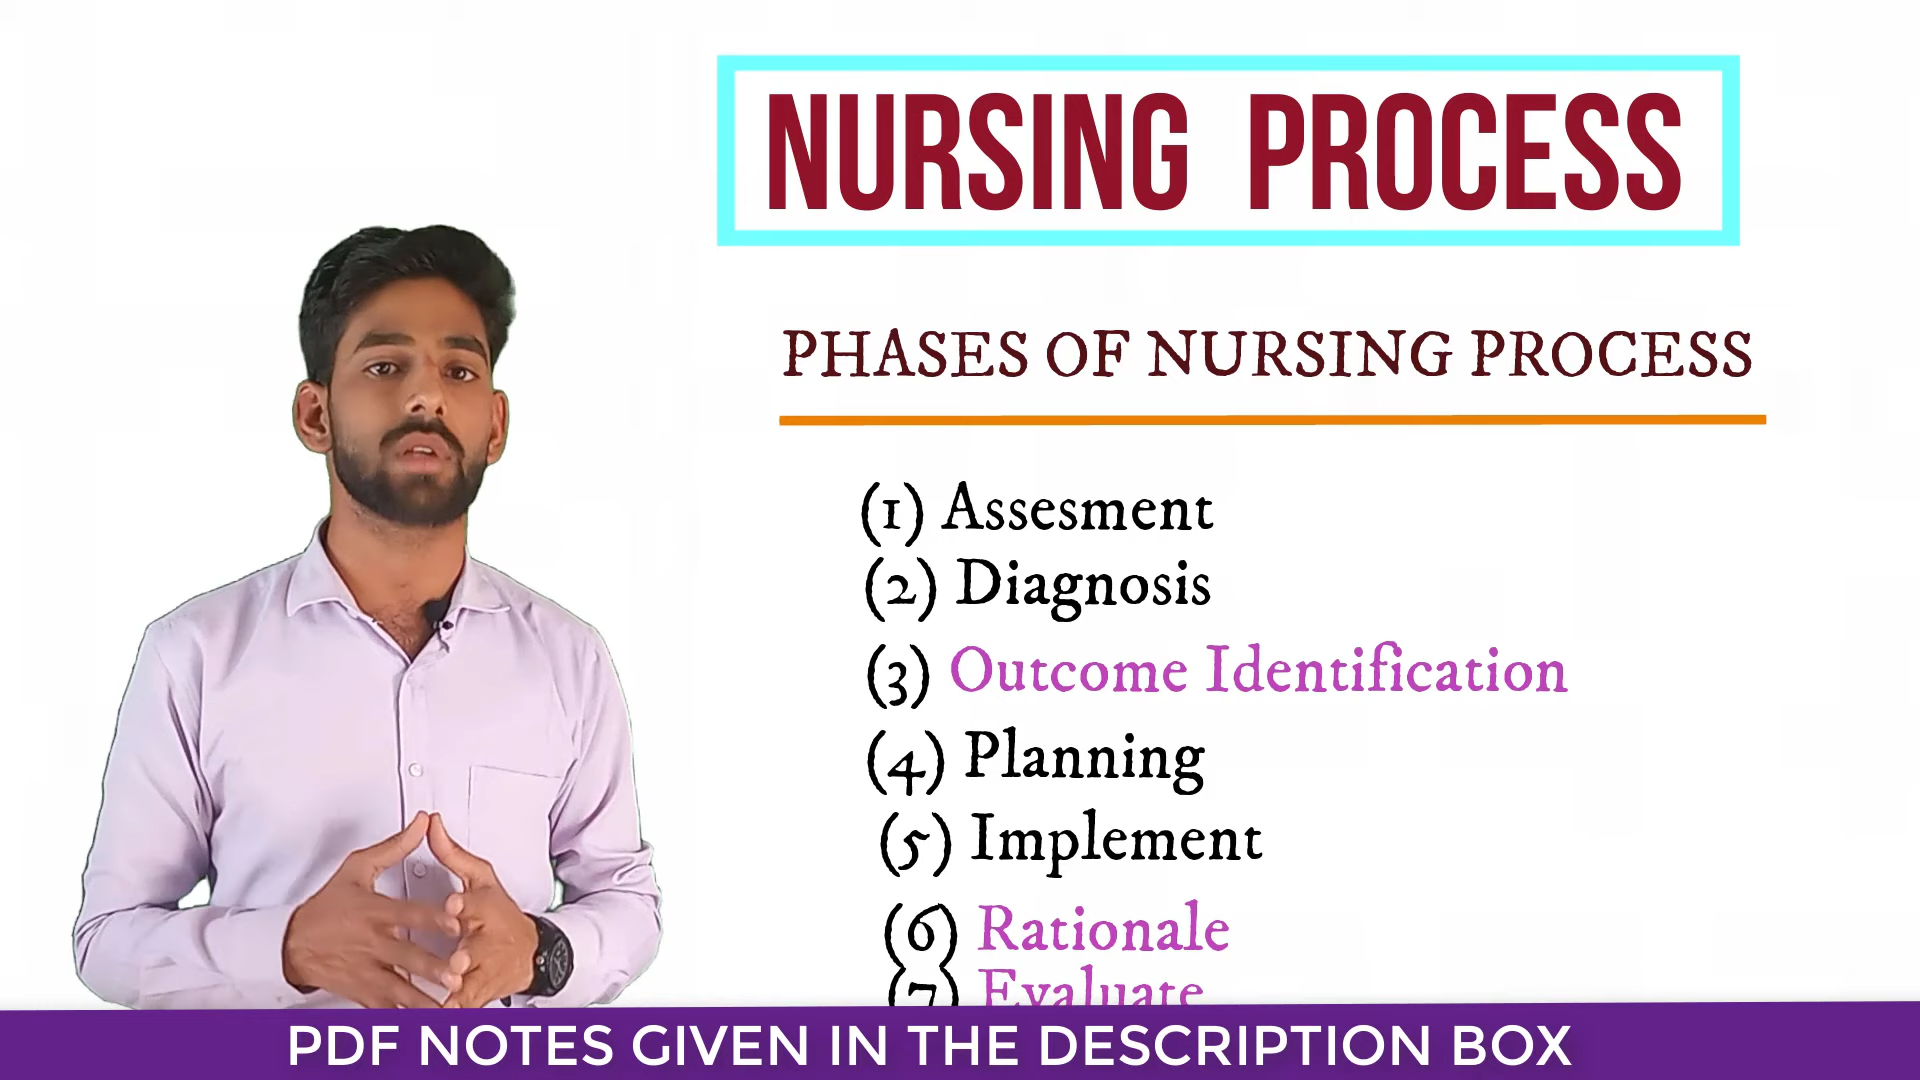 NURSING PROCESS
PHASES OF NURSING PROCESS
(1) Assesment
(2) Diagnosis
(3) Outcome Identification
(4) Planning
(5) Implement
(6) Rationale
(7) Evaluate
PDF NOTES GIVEN IN THE DESCRIPTION BOX